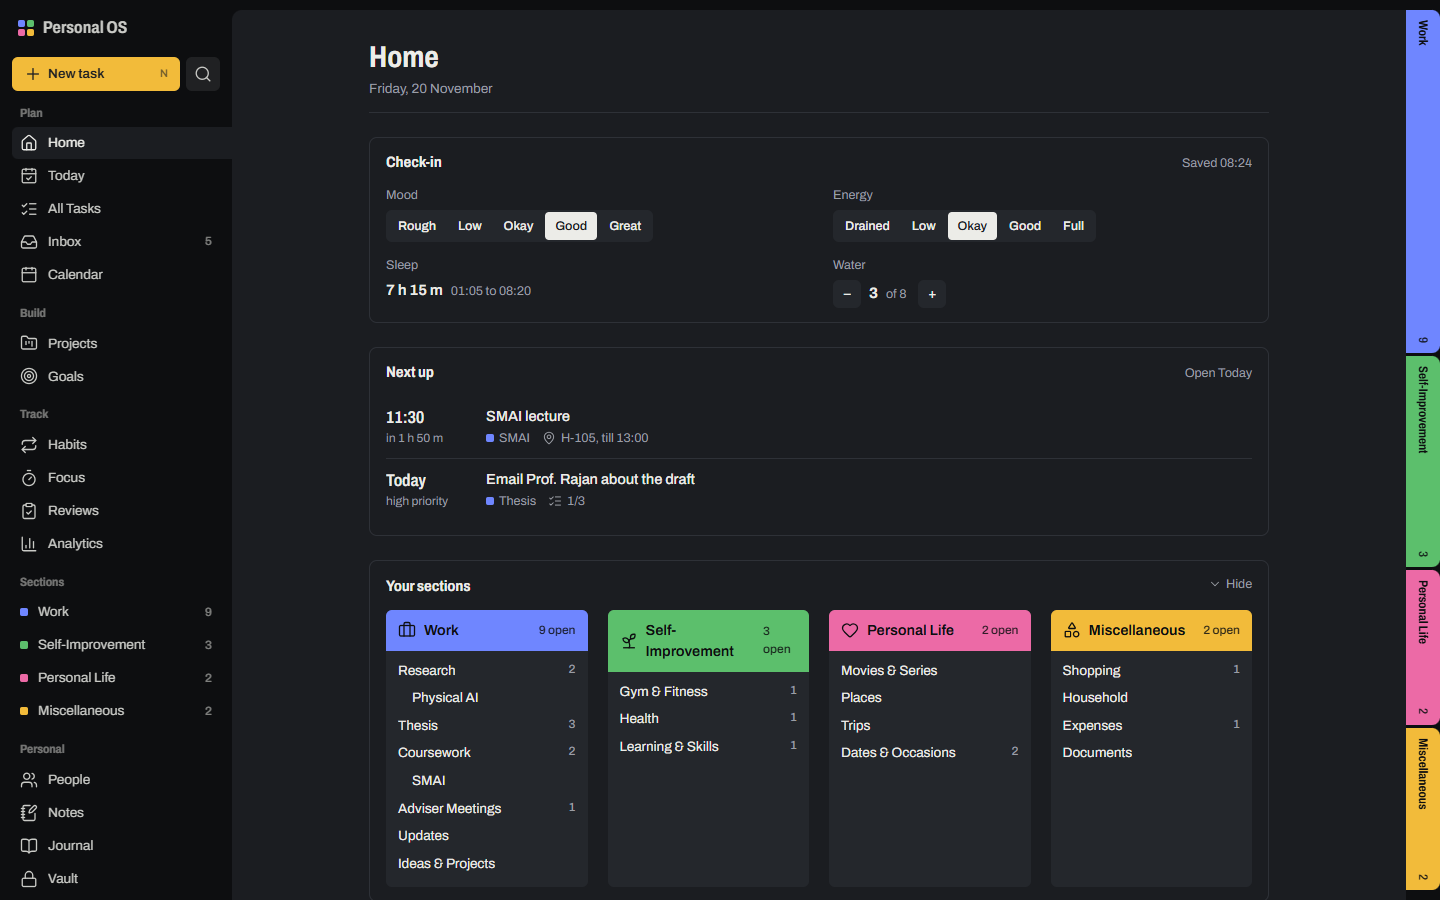 Personal OS
New task N
Plan
Home
Today
All Tasks
Inbox 5
Calendar
Build
Projects
Goals
Track
Habits
Focus
Reviews
Analytics
Sections
Work 9
Self-Improvement 3
Personal Life 2
Miscellaneous 2
Personal
People
Notes
Journal
Vault
Home
Friday, 20 November
Check-in Saved 08:24
Mood
Rough Low Okay Good Great
Energy
Drained Low Okay Good Full
Sleep
7 h 15 m 01:05 to 08:20
Water
− 3 of 8 +
Next up Open Today
11:30 SMAI lecture
in 1 h 50 m SMAI H-105, till 13:00
Today Email Prof. Rajan about the draft
high priority Thesis 1/3
Your sections Hide
Work 9 open
Research 2
Physical AI
Thesis 3
Coursework 2
SMAI
Adviser Meetings 1
Updates
Ideas & Projects
Self-
Improvement
3
open
Gym & Fitness 1
Health 1
Learning & Skills 1
Personal Life 2 open
Movies & Series
Places
Trips
Dates & Occasions 2
Miscellaneous 2 open
Shopping 1
Household
Expenses 1
Documents
Work 9
Self-Improvement 3
Personal Life 2
Miscellaneous 2